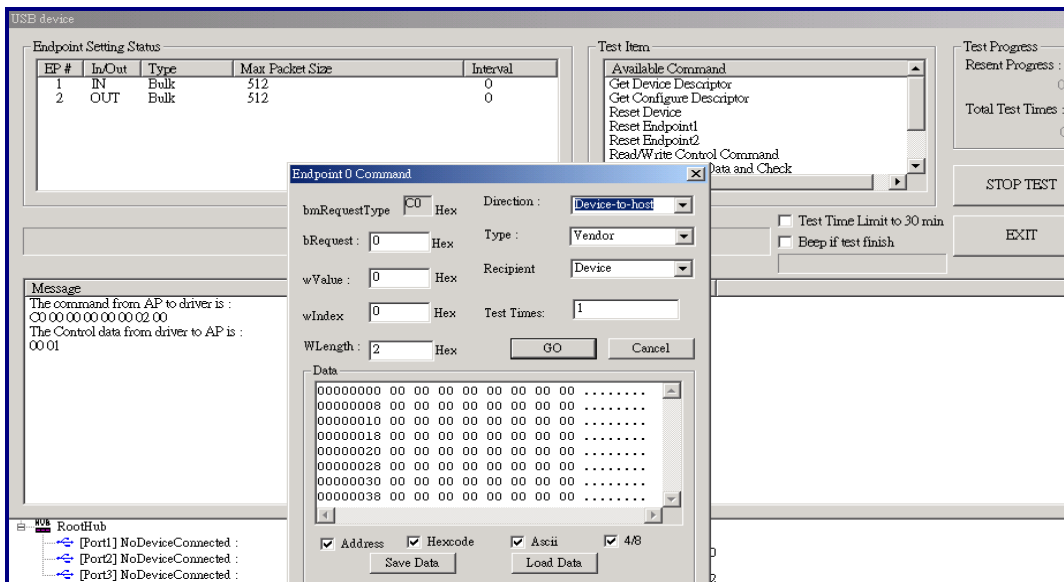 USB device
Endpoint Setting Status
EP # In/Out Type Max Packet Size Interval
1 IN Bulk 512 0
2 OUT Bulk 512 0
Test Item
Available Command
Get Device Descriptor
Get Configure Descriptor
Reset Device
Reset Endpoint1
Reset Endpoint2
Read/Write Control Command
Data and Check
Test Progress
Resent Progress :
Total Test Times :
STOP TEST
EXIT
Test Time Limit to 30 min
Beep if test finish
Message
The command from AP to driver is :
C0 00 00 00 00 00 02 00
The Control data from driver to AP is :
00 01
Endpoint 0 Command
bmRequestType C0 Hex
Direction : Device-to-host
bRequest : 0 Hex
Type : Vendor
wValue : 0 Hex
Recipient Device
wIndex 0 Hex
Test Times: 1
WLength : 2 Hex
GO Cancel
Data
00000000 00 00 00 00 00 00 00 00 ........
00000008 00 00 00 00 00 00 00 00 ........
00000010 00 00 00 00 00 00 00 00 ........
00000018 00 00 00 00 00 00 00 00 ........
00000020 00 00 00 00 00 00 00 00 ........
00000028 00 00 00 00 00 00 00 00 ........
00000030 00 00 00 00 00 00 00 00 ........
00000038 00 00 00 00 00 00 00 00 ........
Address Hexcode Ascii 4/8
Save Data Load Data
HUB RootHub
[Port1] NoDeviceConnected :
[Port2] NoDeviceConnected :
[Port3] NoDeviceConnected :